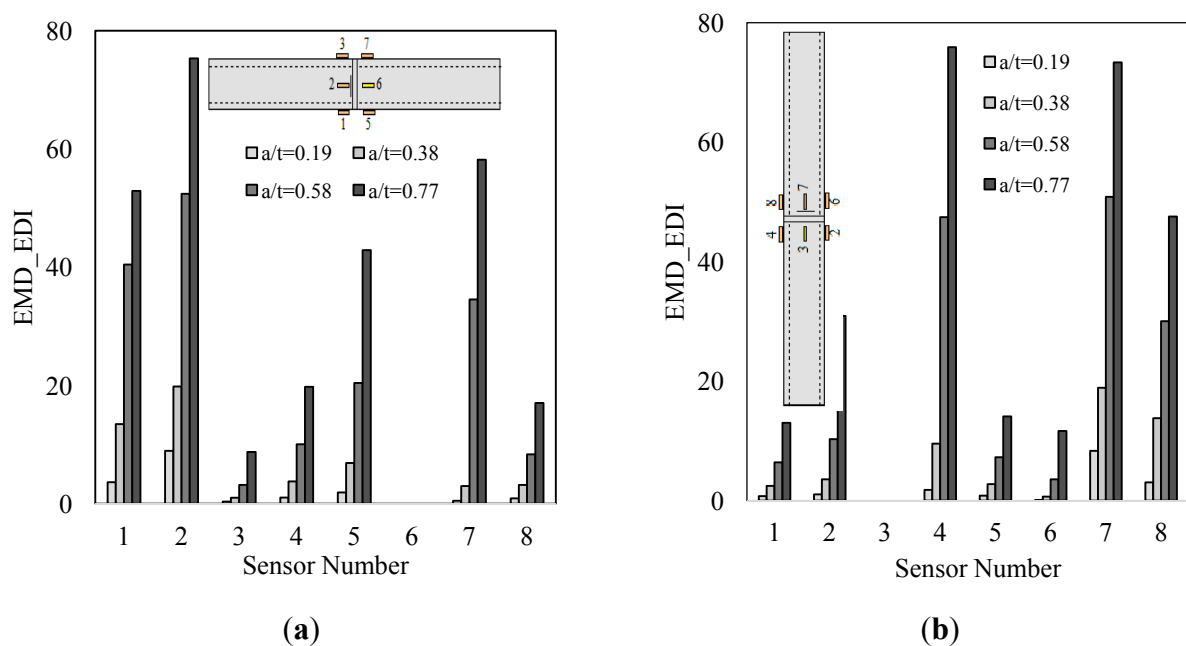 80
60
40
20
0
EMD_EDI
3 7
2 6
1 5
a/t=0.19 a/t=0.38
a/t=0.58 a/t=0.77
1 2 3 4 5 6 7 8
Sensor Number
(a)
80
60
40
20
0
EMD_EDI
a/t=0.19
a/t=0.38
a/t=0.58
a/t=0.77
8 7 6
4 3 2
1 2 3 4 5 6 7 8
Sensor Number
(b)